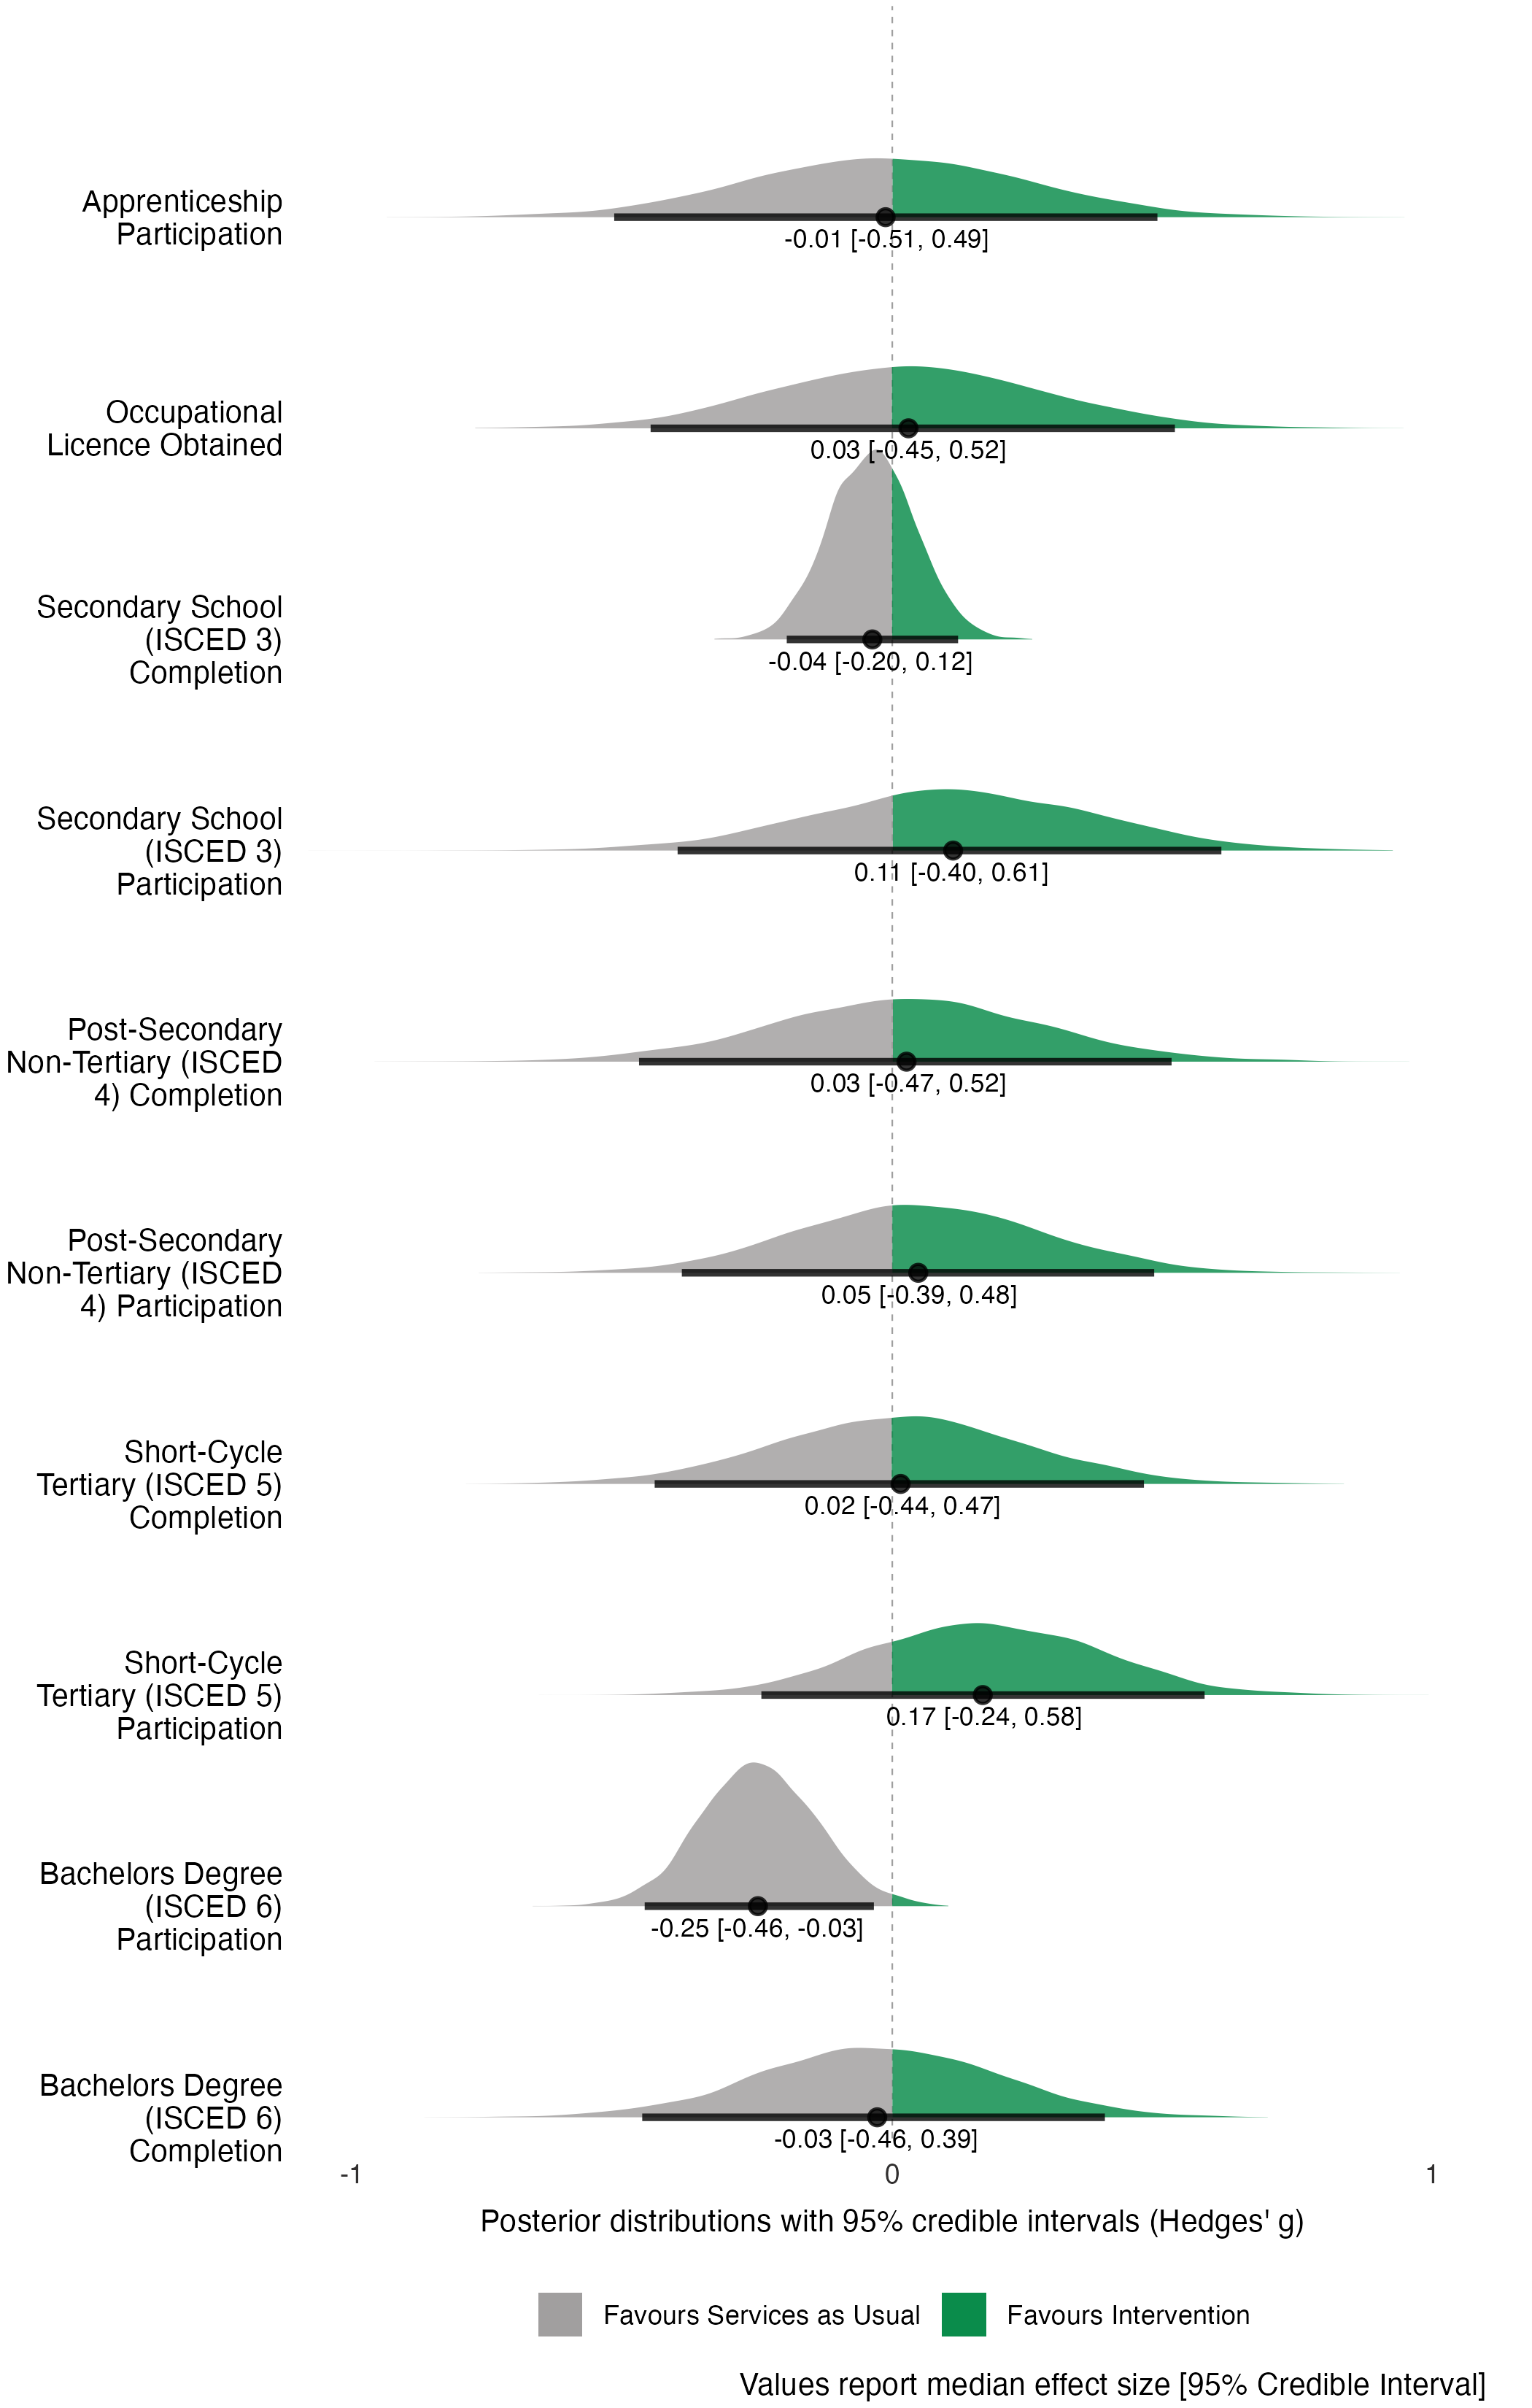 Apprenticeship
Participation
-0.01 [-0.51, 0.49]
Occupational
Licence Obtained
0.03 [-0.45, 0.52]
Secondary School
(ISCED 3)
Completion
-0.04 [-0.20, 0.12]
Secondary School
(ISCED 3)
Participation
0.11 [-0.40, 0.61]
Post-Secondary
Non-Tertiary (ISCED
4) Completion
0.03 [-0.47, 0.52]
Post-Secondary
Non-Tertiary (ISCED
4) Participation
0.05 [-0.39, 0.48]
Short-Cycle
Tertiary (ISCED 5)
Completion
0.02 [-0.44, 0.47]
Short-Cycle
Tertiary (ISCED 5)
Participation
0.17 [-0.24, 0.58]
Bachelors Degree
(ISCED 6)
Participation
-0.25 [-0.46, -0.03]
Bachelors Degree
(ISCED 6)
Completion
-0.03 [-0.46, 0.39]
-1 0 1
Posterior distributions with 95% credible intervals (Hedges' g)
Favours Services as Usual Favours Intervention
Values report median effect size [95% Credible Interval]